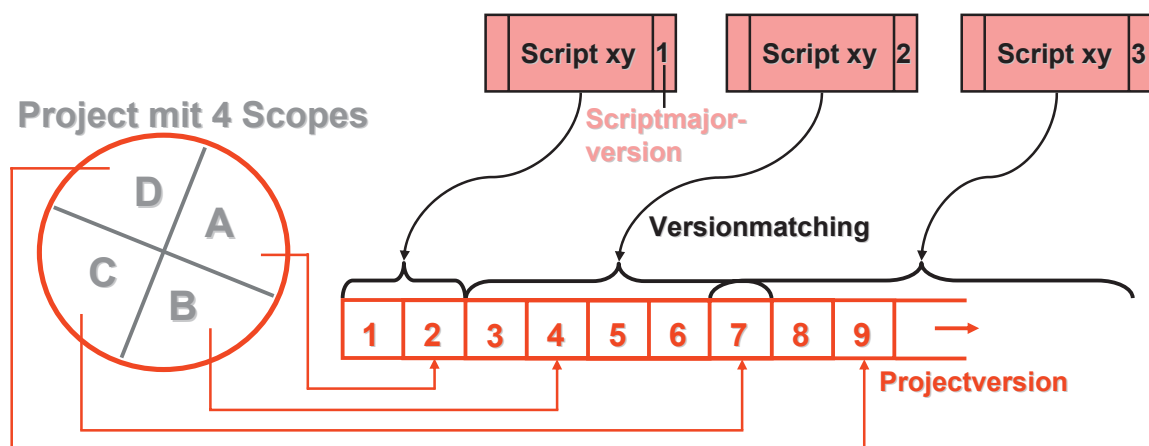 Script xy 1
Script xy 2
Script xy 3
Scriptmajor-
version
Project mit 4 Scopes
D
A
C
B
Versionmatching
1 2 3 4 5 6 7 8 9
Projectversion